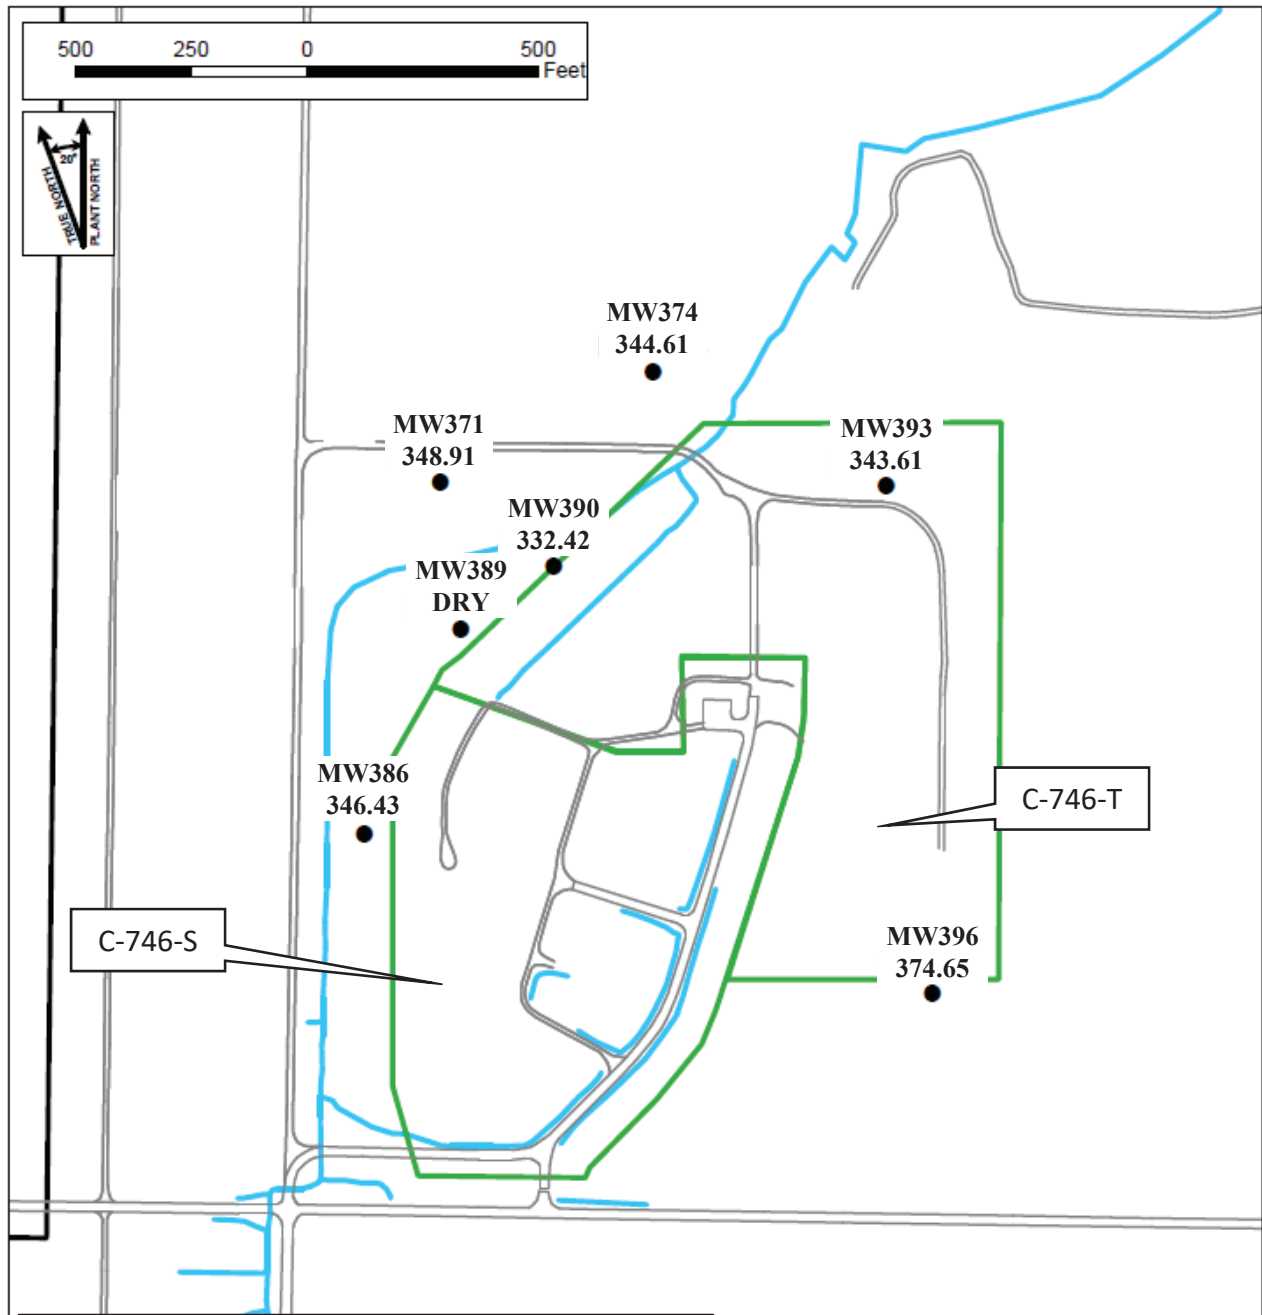 500 250 0 500
Feet
20°
TRUE NORTH
PLANT NORTH
MW374
344.61
MW371
348.91
MW393
343.61
MW390
332.42
MW389
DRY
MW386
346.43
C-746-T
C-746-S
MW396
374.65